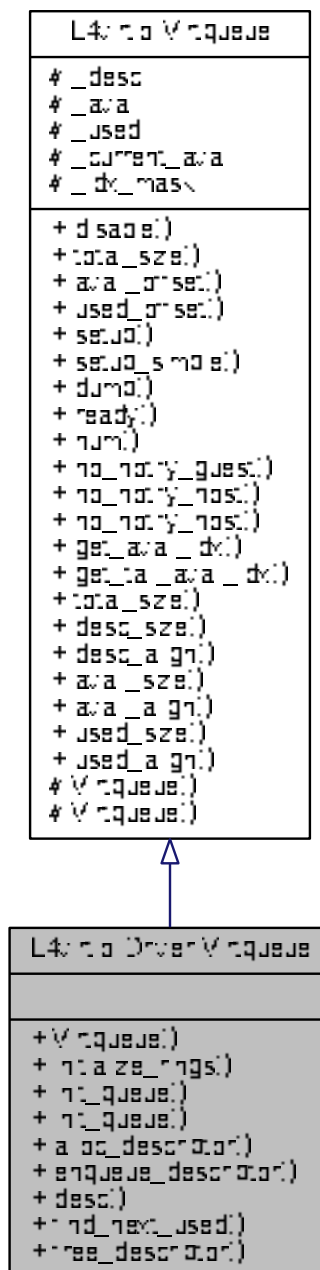 L4virtio::Virtqueue
# _desc
# _avail
# _used
# _current_avail
# _idx_mask
+ disable()
+ total_size()
+ avail_offset()
+ used_offset()
+ setup()
+ setup_simple()
+ dump()
+ ready()
+ num()
+ no_notify_guest()
+ no_notify_host()
+ no_notify_host()
+ get_avail_idx()
+ get_tail_avail_idx()
+ total_size()
+ desc_size()
+ desc_align()
+ avail_size()
+ avail_align()
+ used_size()
+ used_align()
# Virtqueue()
# Virtqueue()
L4virtio::Driver::Virtqueue
+ Virtqueue()
+ initialize_rings()
+ init_queue()
+ init_queue()
+ alloc_descriptor()
+ enqueue_descriptor()
+ desc()
+ find_next_used()
+ free_descriptor()